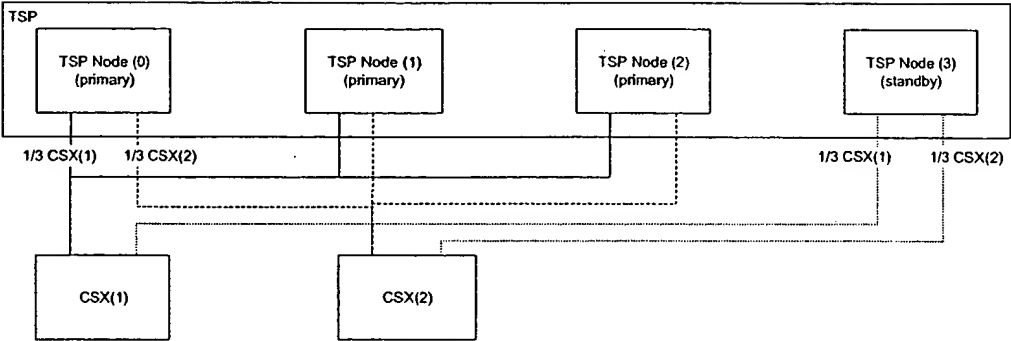 TSP
TSP Node (0)
(primary)
TSP Node (1)
(primary)
TSP Node (2)
(primary)
TSP Node (3)
(standby)
1/3 CSX(1)
1/3 CSX(2)
1/3 CSX(1)
1/3 CSX(2)
CSX(1)
CSX(2)